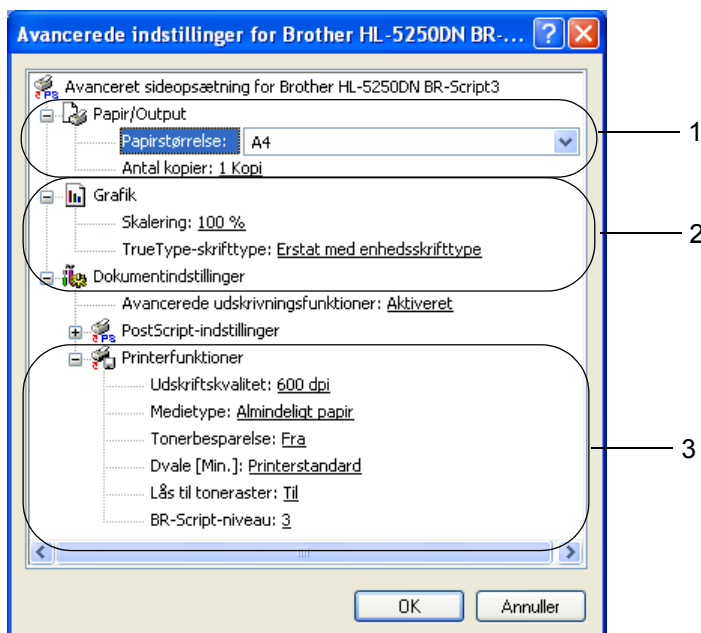 Avancerede indstillinger for Brother HL-5250DN BR-...
PS Avanceret sideopsætning for Brother HL-5250DN BR-Script3
Papir/Output
Papirstørrelse: A4
1
Antal kopier: 1 Kopi
Grafik
Skalering: 100 %
2
TrueType-skrifttype: Erstat med enhedsskrifttype
Dokumentindstillinger
Avancerede udskrivningsfunktioner: Aktiveret
PS PostScript-indstillinger
Printerfunktioner
Udskriftskvalitet: 600 dpi
Medietype: Almindeligt papir
Tonerbesparelse: Fra
3
Dvale [Min.]: Printerstandard
Lås til toneraster: Til
BR-Script-niveau: 3
OK Annuller